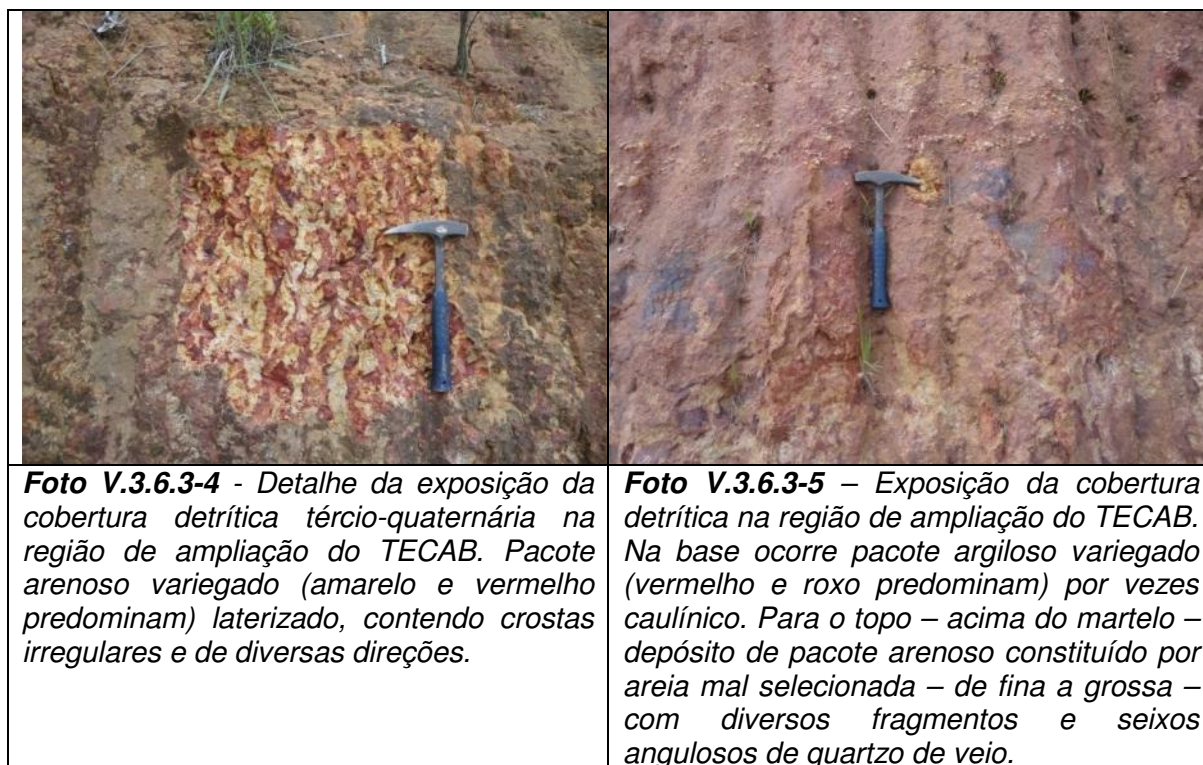 Foto V.3.6.3-4 - Detalhe da exposição da
cobertura detrítica tércio-quaternária na
região de ampliação do TECAB. Pacote
arenoso variegado (amarelo e vermelho
predominam) laterizado, contendo crostas
irregulares e de diversas direções.
Foto V.3.6.3-5 – Exposição da cobertura
detrítica na região de ampliação do TECAB.
Na base ocorre pacote argiloso variegado
(vermelho e roxo predominam) por vezes
caulínico. Para o topo – acima do martelo –
depósito de pacote arenoso constituído por
areia mal selecionada – de fina a grossa –
com diversos fragmentos e seixos
angulosos de quartzo de veio.